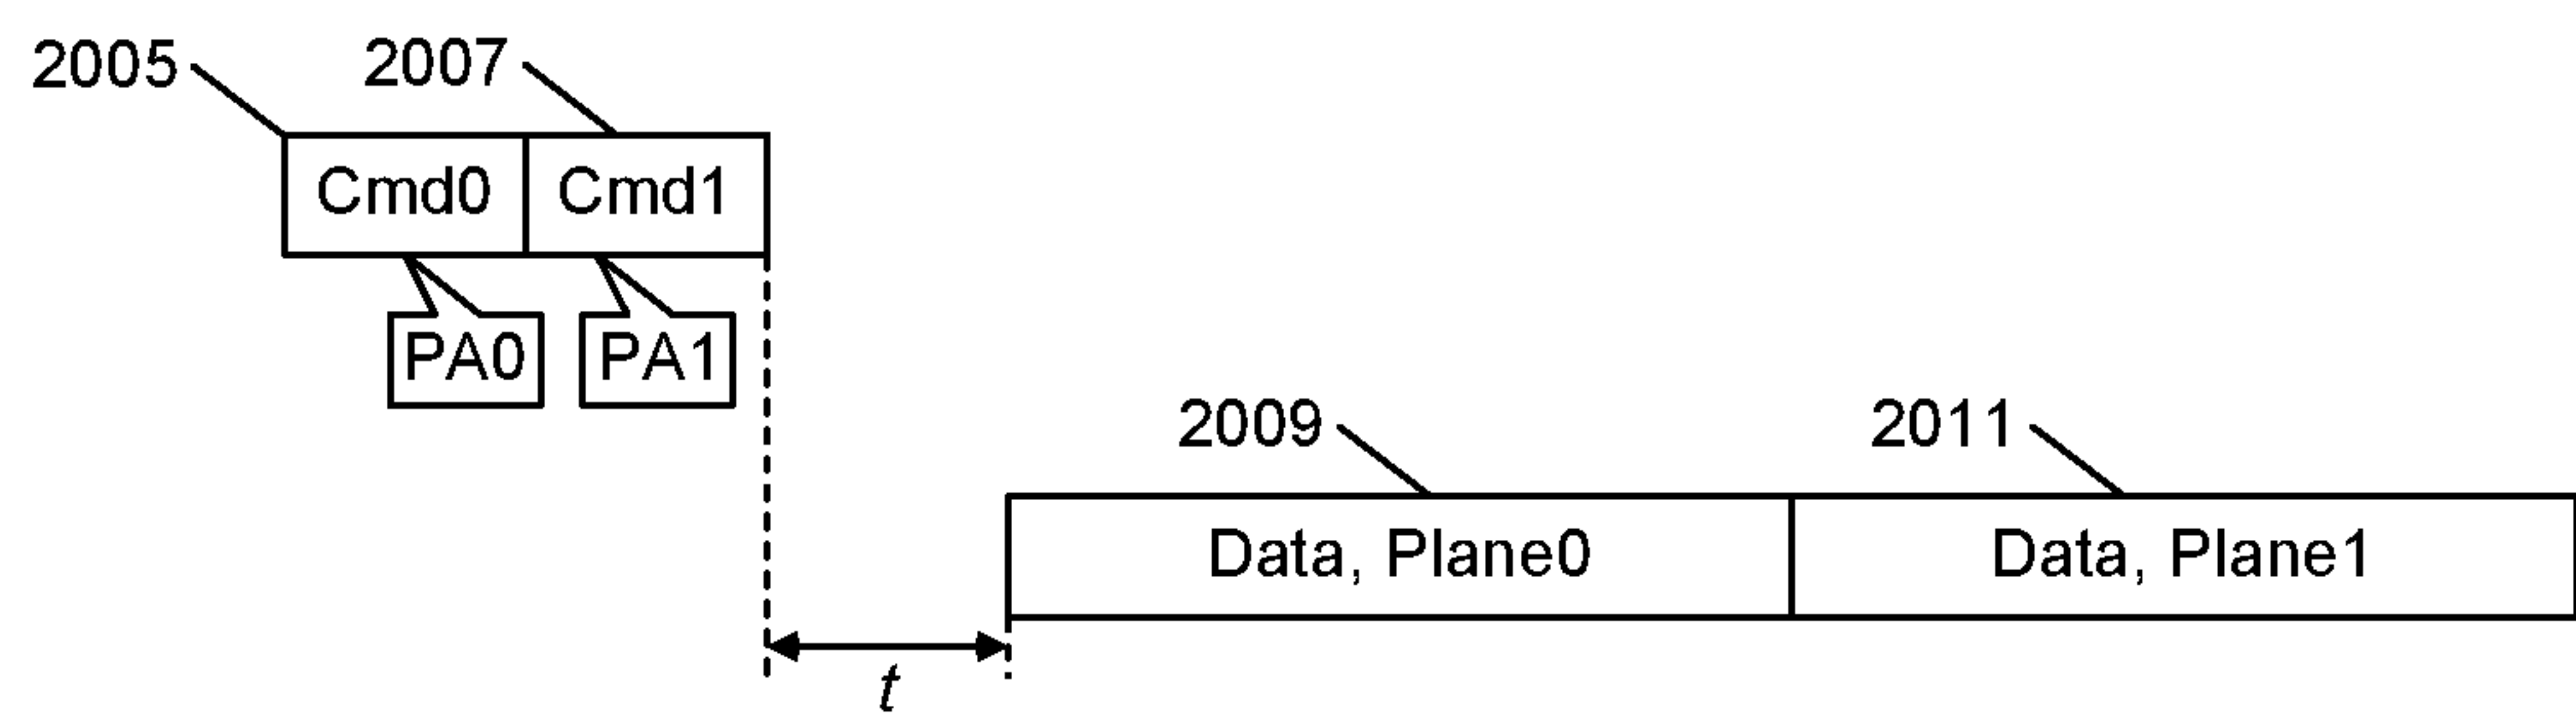 2005 2007
Cmd0 Cmd1
PA0 PA1
2009 2011
Data, Plane0 Data, Plane1
t